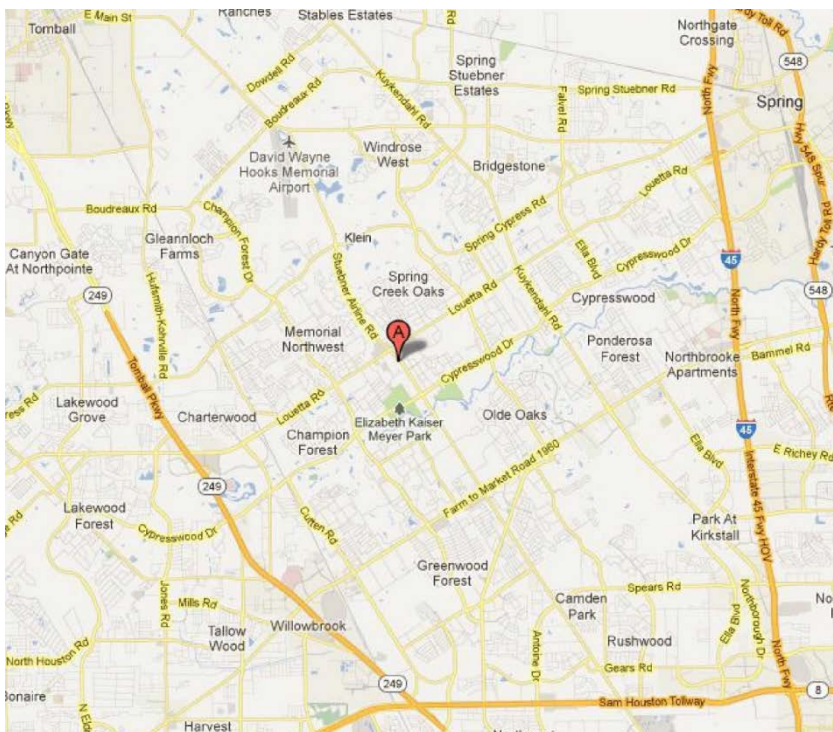 E Main St
Tomball
Ranches
Stables Estates
Northgate
Crossing
Hardy Toll Rd
548
Dowdell Rd
Kuykendahl Rd
Spring
Stuebner
Estates
Falvel Rd
Spring Stuebner Rd
North Fwy
Spring
Pkwy
Boudreaux Rd
David Wayne
Hooks Memorial
Airport
Windrose
West
Bridgestone
Louetta Rd
Hwy 548 Spur
Boudreaux Rd
Champion Forest Dr
Gleannloch
Farms
Klein
Spring Cypress Rd
Ella Blvd
Cypresswood Dr
Hardy Toll
Canyon Gate
At Northpointe
249
Hufsmith-Kohrville Rd
Stuebner Airline Rd
Spring
Creek Oaks
Louetta Rd
Kuykendahl Rd
Cypresswood
45
North Fwy
548
Memorial
Northwest
A
Cypresswood Dr
Ponderosa
Forest
Northbrooke
Apartments
Bammel Rd
Tomball Pkwy
Lakewood
Grove
Charterwood
Louetta Rd
Elizabeth Kaiser
Meyer Park
Olde Oaks
Champion
Forest
Ella Blvd
45
E Richey Rd
249
Farm to Market Road 1960
Interstate 45 Fwy HOV
Lakewood
Forest
Cypresswood Dr
Cutten Rd
Park At
Kirkstall
Jones Rd
Greenwood
Forest
Spears Rd
Mills Rd
Willowbrook
Camden
Park
Ella Blvd
Northborough Dr
Tallow
Wood
Antoine Dr
Rushwood
North Houston Rd
Gears Rd
North Fwy
249
8
Bonaire
Sam Houston Tollway
Harvest